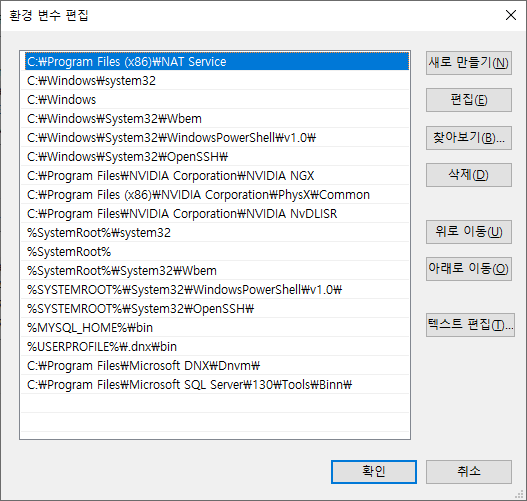 환경 변수 편집
C:₩Program Files (x86)₩NAT Service
C:₩Windows₩system32
C:₩Windows
C:₩Windows₩System32₩Wbem
C:₩Windows₩System32₩WindowsPowerShell₩v1.0₩
C:₩Windows₩System32₩OpenSSH₩
C:₩Program Files₩NVIDIA Corporation₩NVIDIA NGX
C:₩Program Files (x86)₩NVIDIA Corporation₩PhysX₩Common
C:₩Program Files₩NVIDIA Corporation₩NVIDIA NvDLISR
%SystemRoot%₩system32
%SystemRoot%
%SystemRoot%₩System32₩Wbem
%SYSTEMROOT%₩System32₩WindowsPowerShell₩v1.0₩
%SYSTEMROOT%₩System32₩OpenSSH₩
%MYSQL_HOME%₩bin
%USERPROFILE%₩.dnx₩bin
C:₩Program Files₩Microsoft DNX₩Dnvm₩
C:₩Program Files₩Microsoft SQL Server₩130₩Tools₩Binn₩
새로 만들기(N)
편집(E)
찾아보기(B)...
삭제(D)
위로 이동(U)
아래로 이동(O)
텍스트 편집(T)...
확인
취소